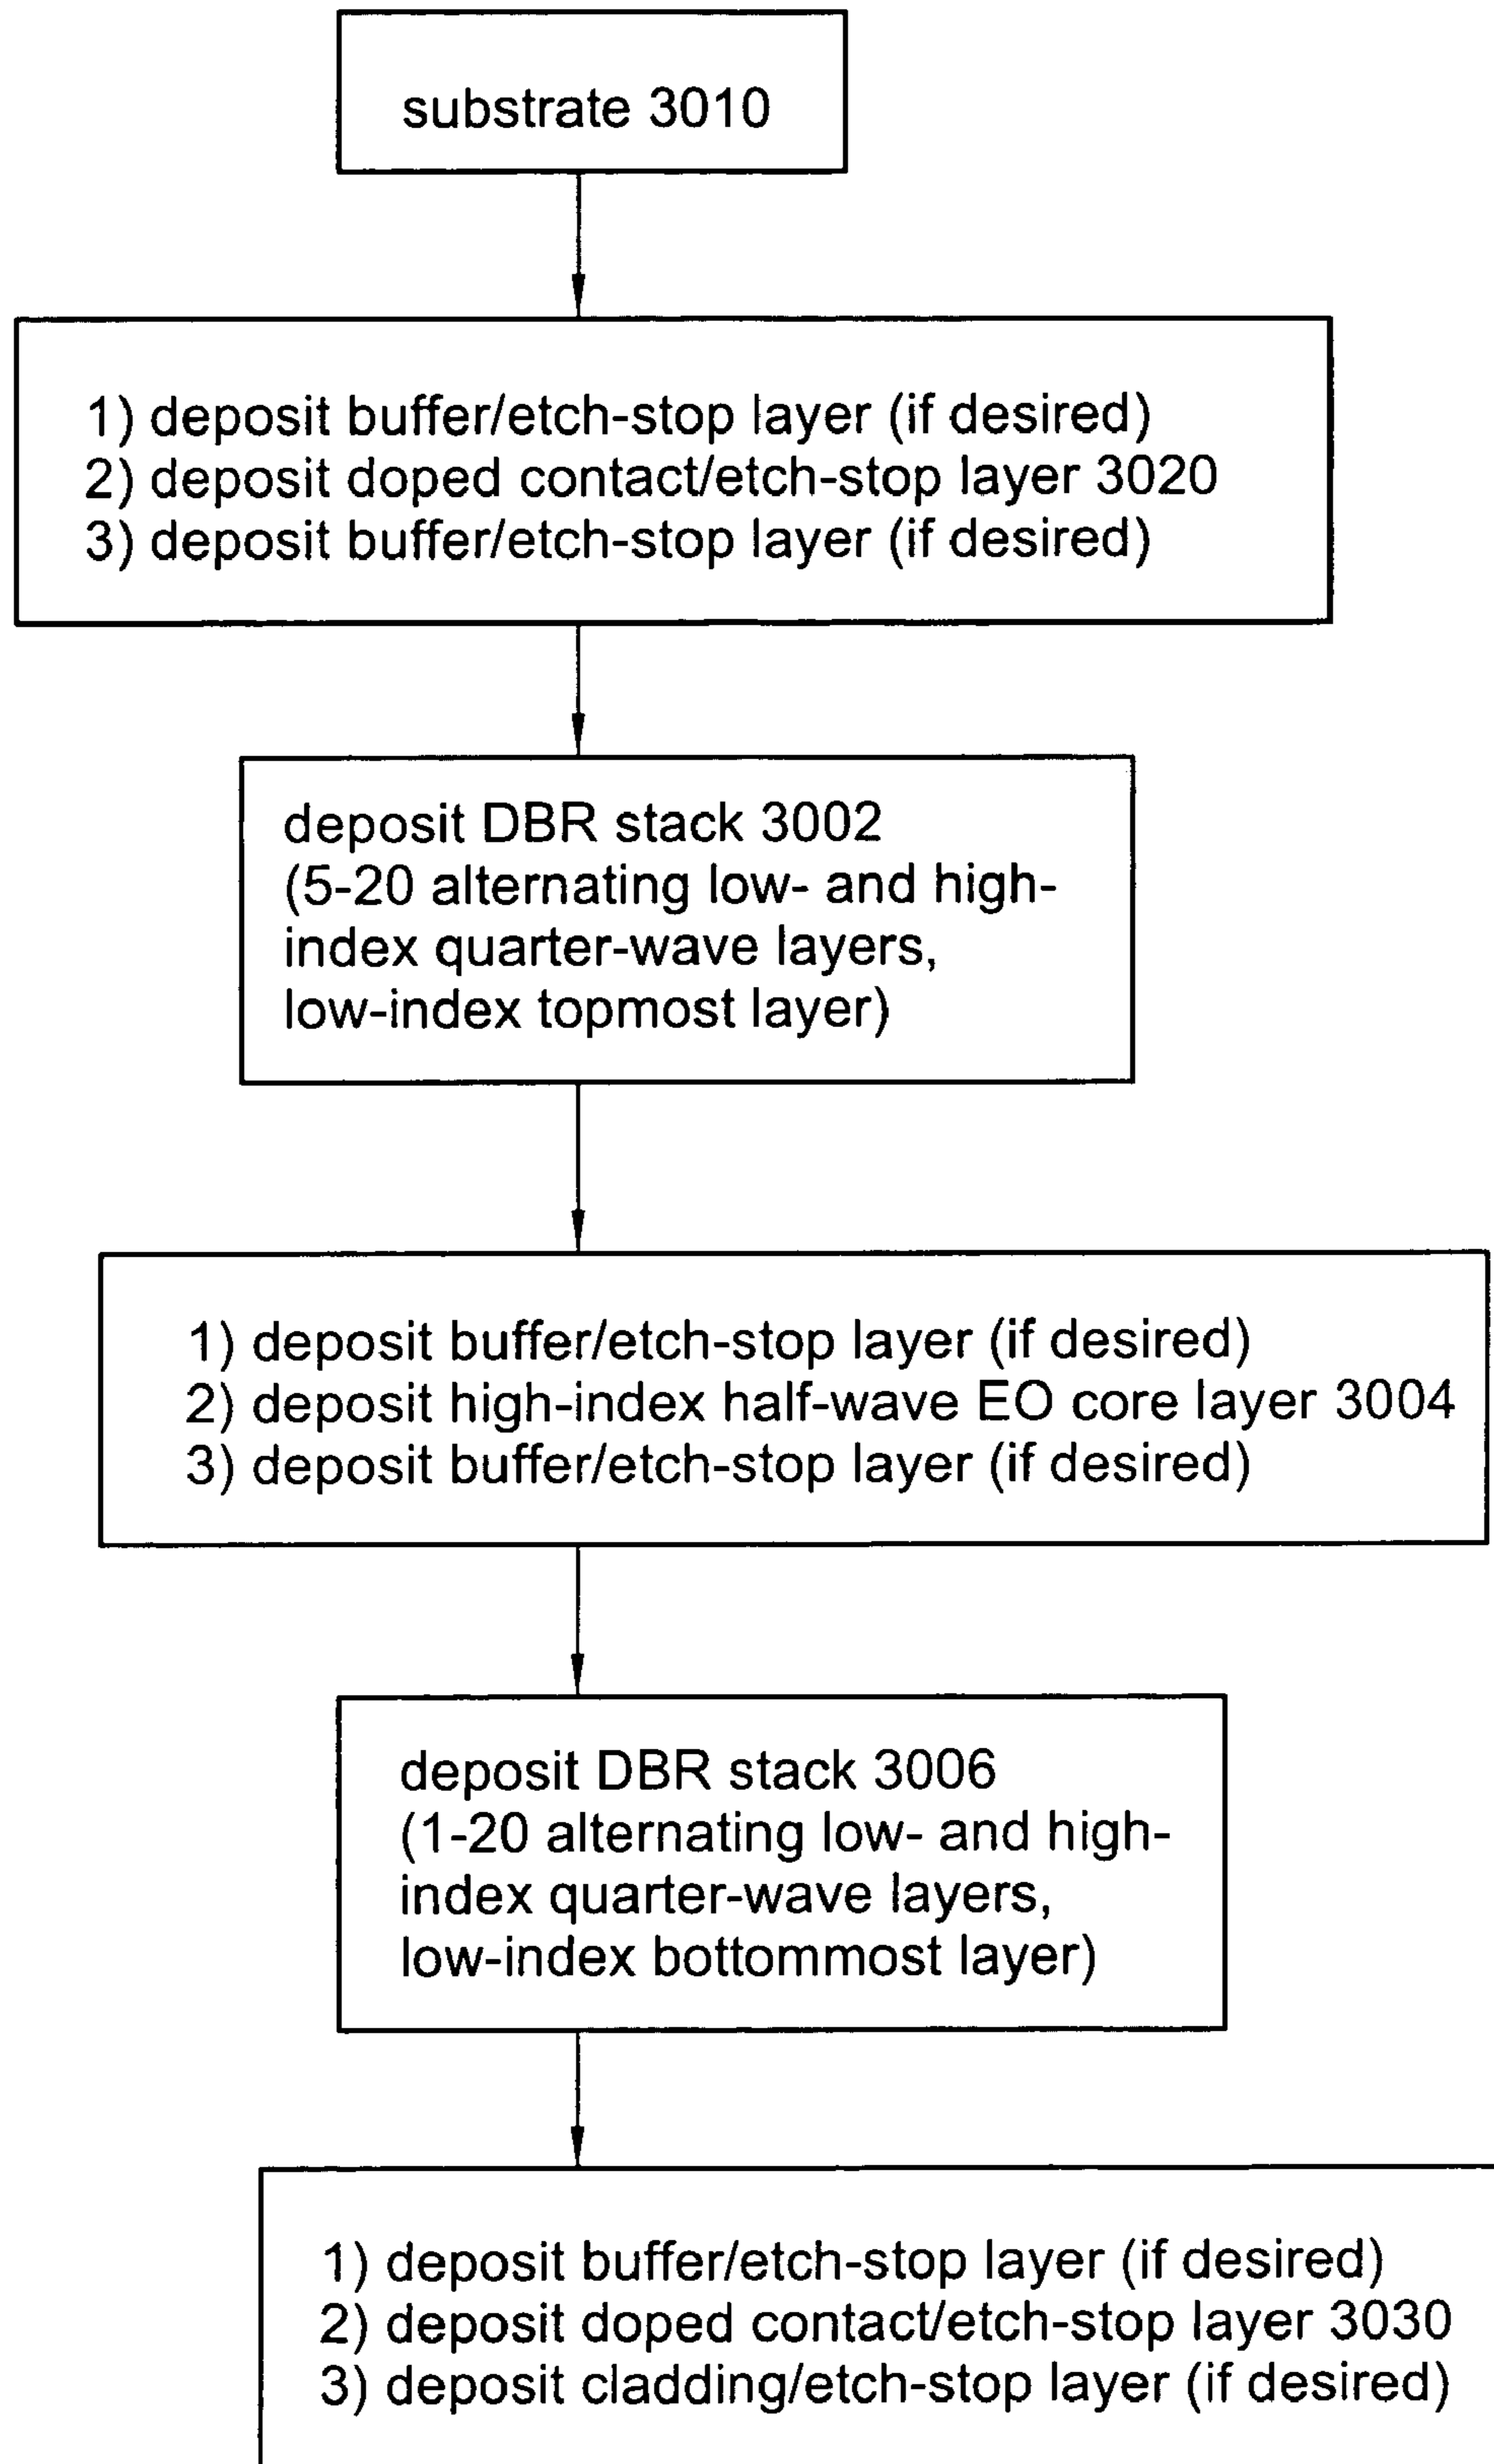 substrate 3010
1) deposit buffer/etch-stop layer (if desired)
2) deposit doped contact/etch-stop layer 3020
3) deposit buffer/etch-stop layer (if desired)
deposit DBR stack 3002
(5-20 alternating low- and high-
index quarter-wave layers,
low-index topmost layer)
1) deposit buffer/etch-stop layer (if desired)
2) deposit high-index half-wave EO core layer 3004
3) deposit buffer/etch-stop layer (if desired)
deposit DBR stack 3006
(1-20 alternating low- and high-
index quarter-wave layers,
low-index bottommost layer)
1) deposit buffer/etch-stop layer (if desired)
2) deposit doped contact/etch-stop layer 3030
3) deposit cladding/etch-stop layer (if desired)